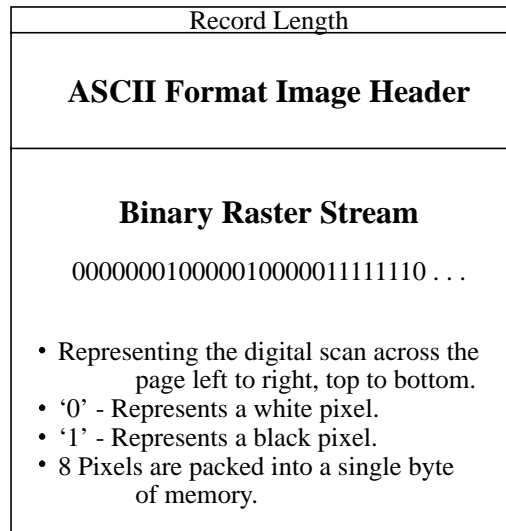 Record Length
ASCII Format Image Header
Binary Raster Stream
000000010000010000011111110 . . .
• Representing the digital scan across the
page left to right, top to bottom.
• ‘0’ - Represents a white pixel.
• ‘1’ - Represents a black pixel.
• 8 Pixels are packed into a single byte
of memory.